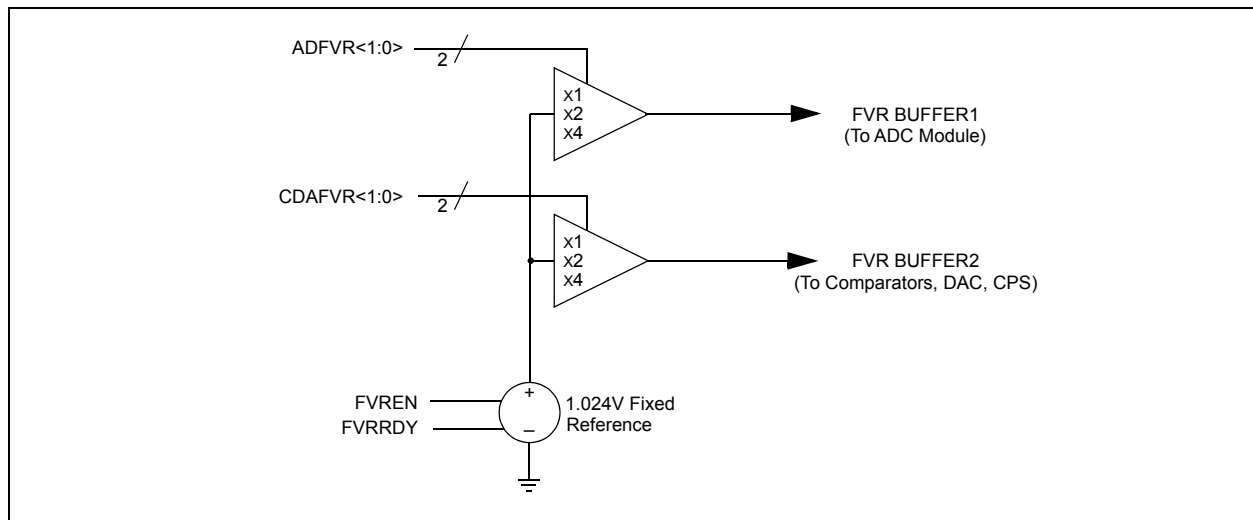 ADFVR<1:0>
2
X1
X2
X4
FVR BUFFER1
(To ADC Module)
CDAFVR<1:0>
2
X1
X2
X4
FVR BUFFER2
(To Comparators, DAC, CPS)
FVREN
FVRRDY
+
–
1.024V Fixed
Reference